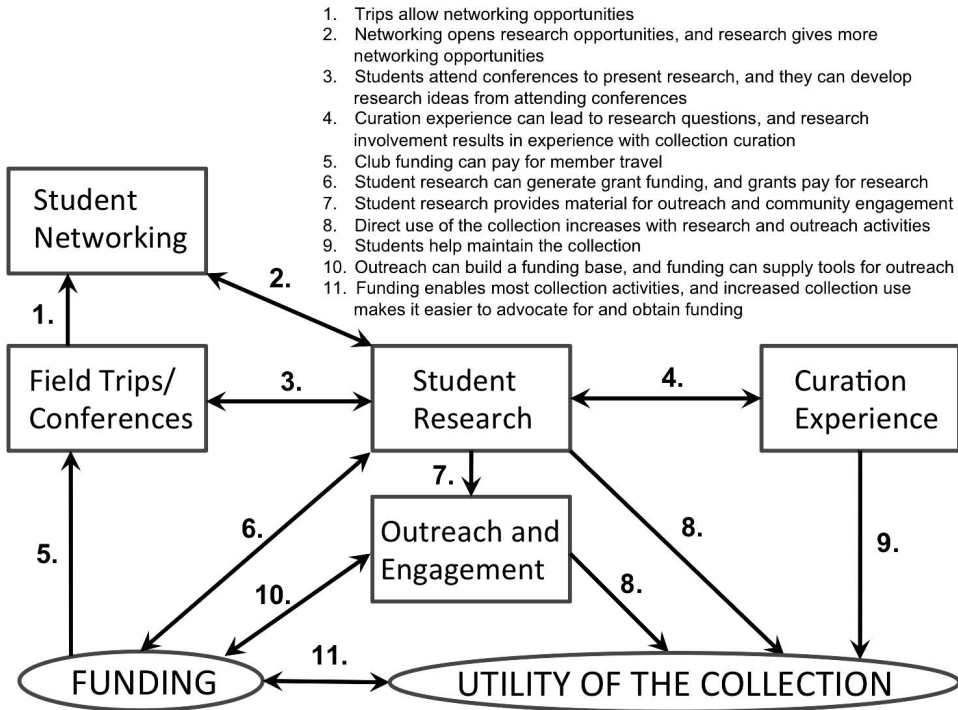 1. Trips allow networking opportunities
2. Networking opens research opportunities, and research gives more
networking opportunities
3. Students attend conferences to present research, and they can develop
research ideas from attending conferences
4. Curation experience can lead to research questions, and research
involvement results in experience with collection curation
5. Club funding can pay for member travel
6. Student research can generate grant funding, and grants pay for research
7. Student research provides material for outreach and community engagement
8. Direct use of the collection increases with research and outreach activities
9. Students help maintain the collection
10. Outreach can build a funding base, and funding can supply tools for outreach
11. Funding enables most collection activities, and increased collection use
makes it easier to advocate for and obtain funding
Student
Networking
2.
1.
Field Trips/
Conferences
3.
Student
Research
4.
Curation
Experience
7.
5.
6.
Outreach and
Engagement
8.
9.
10.
8.
11.
FUNDING
UTILITY OF THE COLLECTION